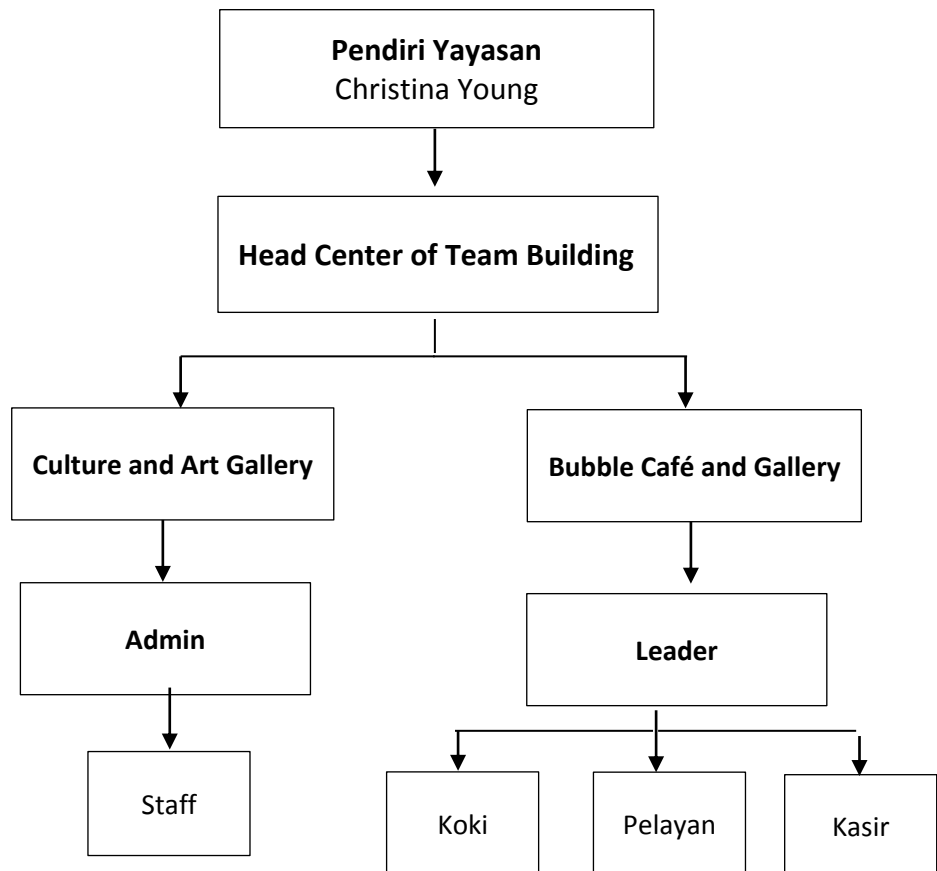 Pendiri Yayasan
Christina Young
Head Center of Team Building
Culture and Art Gallery
Bubble Café and Gallery
Admin
Leader
Staff
Koki
Pelayan
Kasir